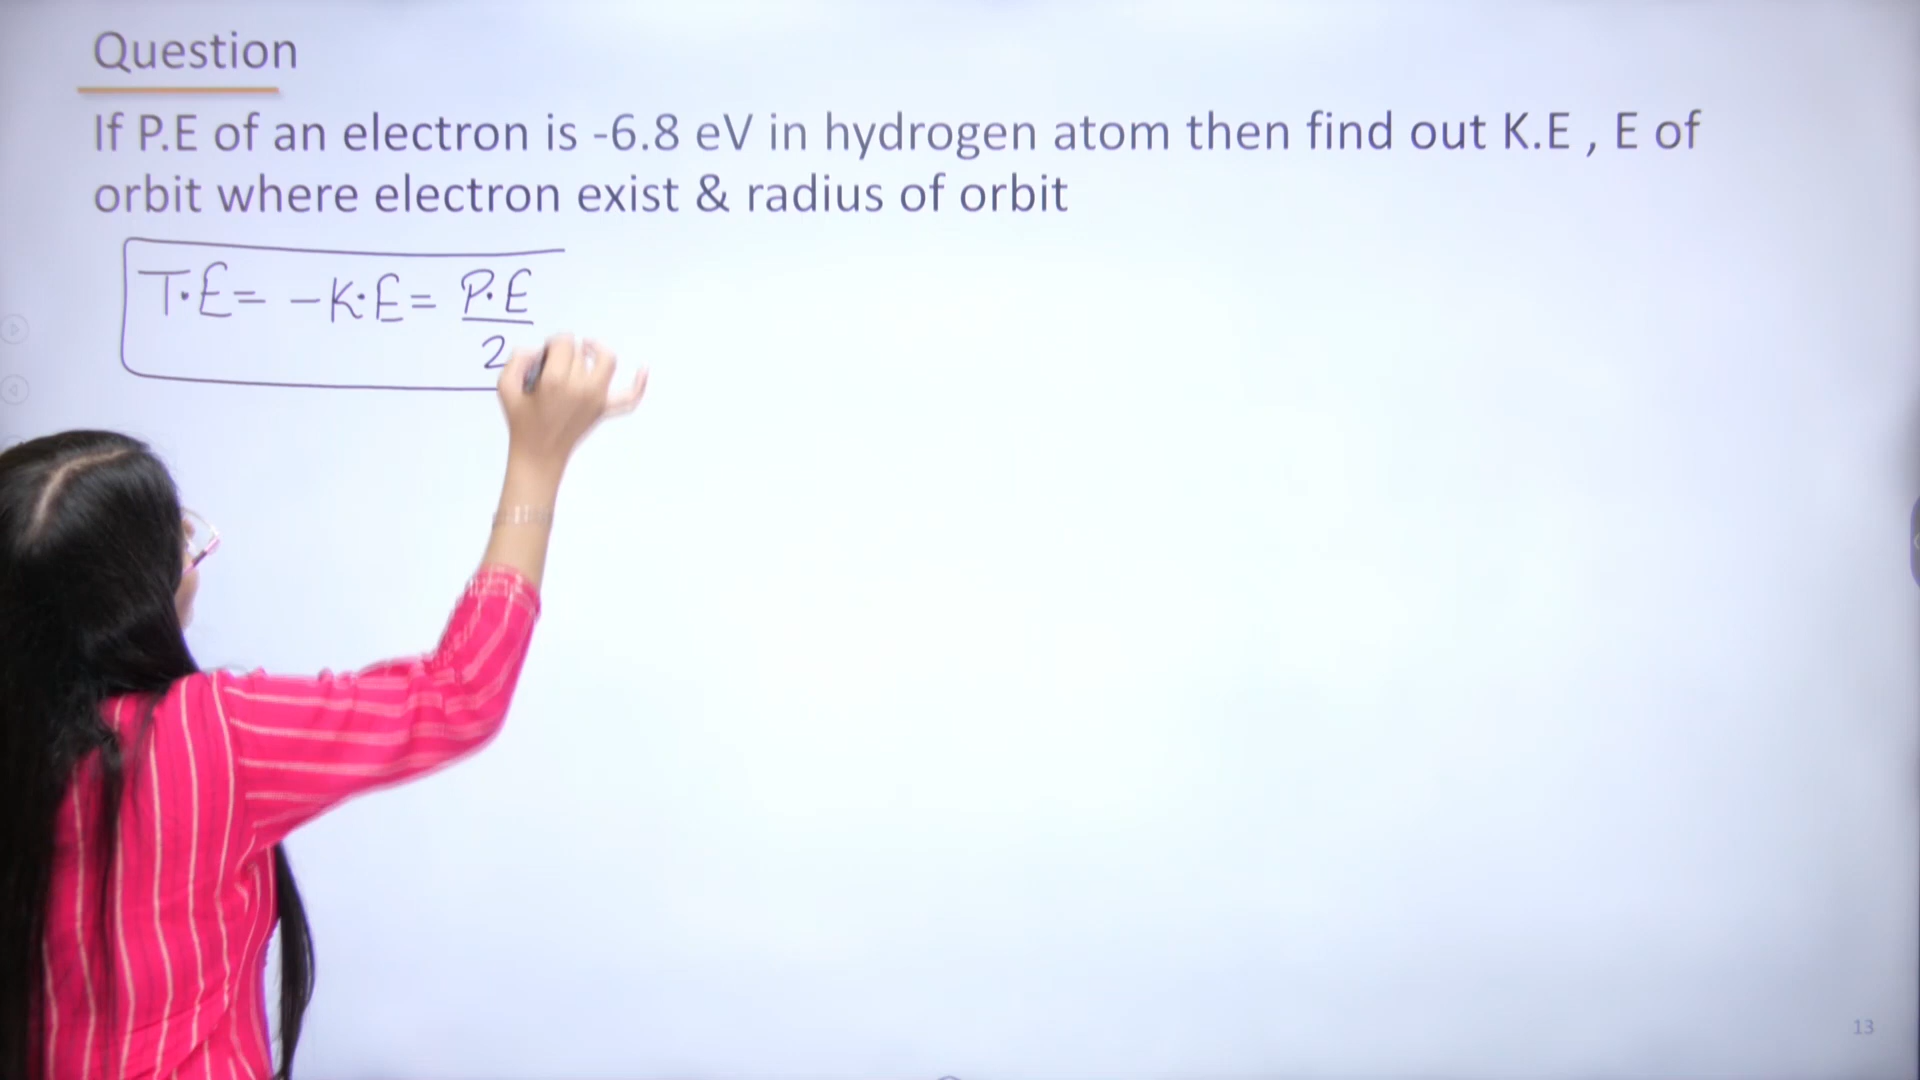 Question
If P.E of an electron is -6.8 eV in hydrogen atom then find out K.E , E of
orbit where electron exist & radius of orbit
T.E = -K.E = P.E
2
13